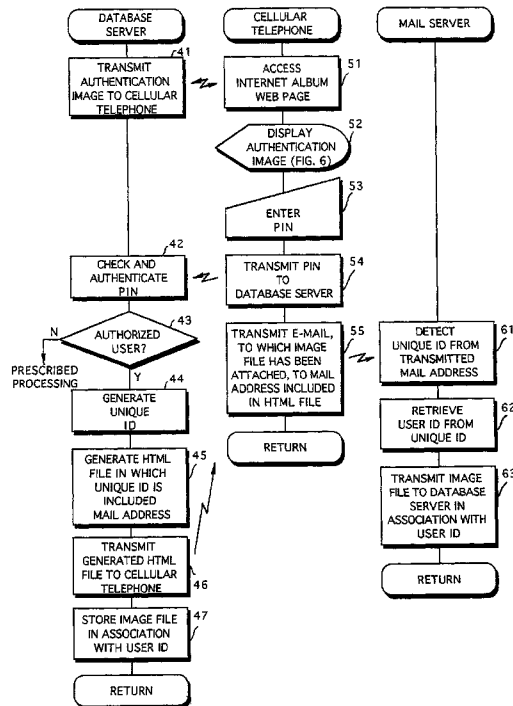 DATABASE
SERVER
41
TRANSMIT
AUTHENTICATION
IMAGE TO CELLULAR
TELEPHONE
42
CHECK AND
AUTHENTICATE
PIN
43
AUTHORIZED
USER?
N
PRESCRIBED
PROCESSING
Y
44
GENERATE
UNIQUE
ID
45
GENERATE HTML
FILE IN WHICH
UNIQUE ID IS
INCLUDED
MAIL ADDRESS
TRANSMIT
GENERATED HTML
FILE TO CELLULAR
TELEPHONE
46
47
STORE IMAGE FILE
IN ASSOCIATION
WITH USER ID
RETURN
CELLULAR
TELEPHONE
51
ACCESS
INTERNET ALBUM
WEB PAGE
52
DISPLAY
AUTHENTICATION
IMAGE (FIG. 6)
53
ENTER
PIN
54
TRANSMIT PIN
TO
DATABASE SERVER
55
TRANSMIT E-MAIL,
TO WHICH IMAGE
FILE HAS BEEN
ATTACHED, TO MAIL
ADDRESS INCLUDED
IN HTML FILE
RETURN
MAIL SERVER
61
DETECT
UNIQUE ID FROM
TRANSMITTED
MAIL ADDRESS
62
RETRIEVE
USER ID FROM
UNIQUE ID
63
TRANSMIT IMAGE
FILE TO DATABASE
SERVER IN
ASSOCIATION WITH
USER ID
RETURN